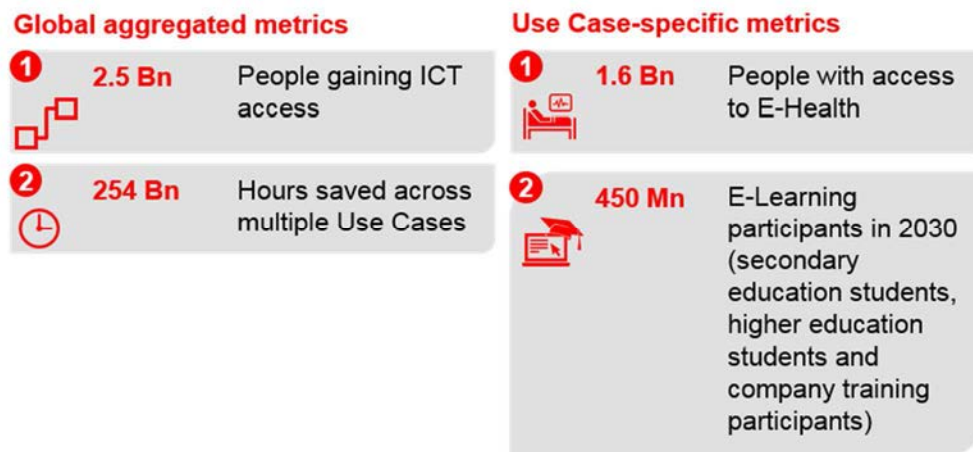 Global aggregated metrics
1
2.5 Bn
People gaining ICT
access
2
254 Bn
Hours saved across
multiple Use Cases
Use Case-specific metrics
1
1.6 Bn
People with access
to E-Health
2
450 Mn
E-Learning
participants in 2030
(secondary
education students,
higher education
students and
company training
participants)